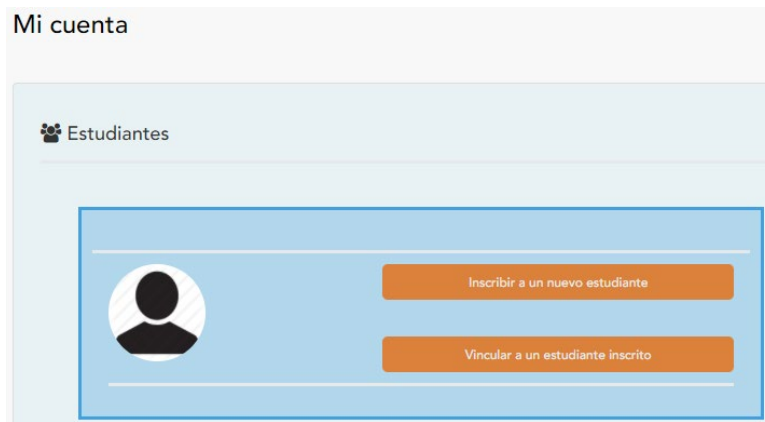 Mi cuenta
Estudiantes
Inscribir a un nuevo estudiante
Vincular a un estudiante inscrito